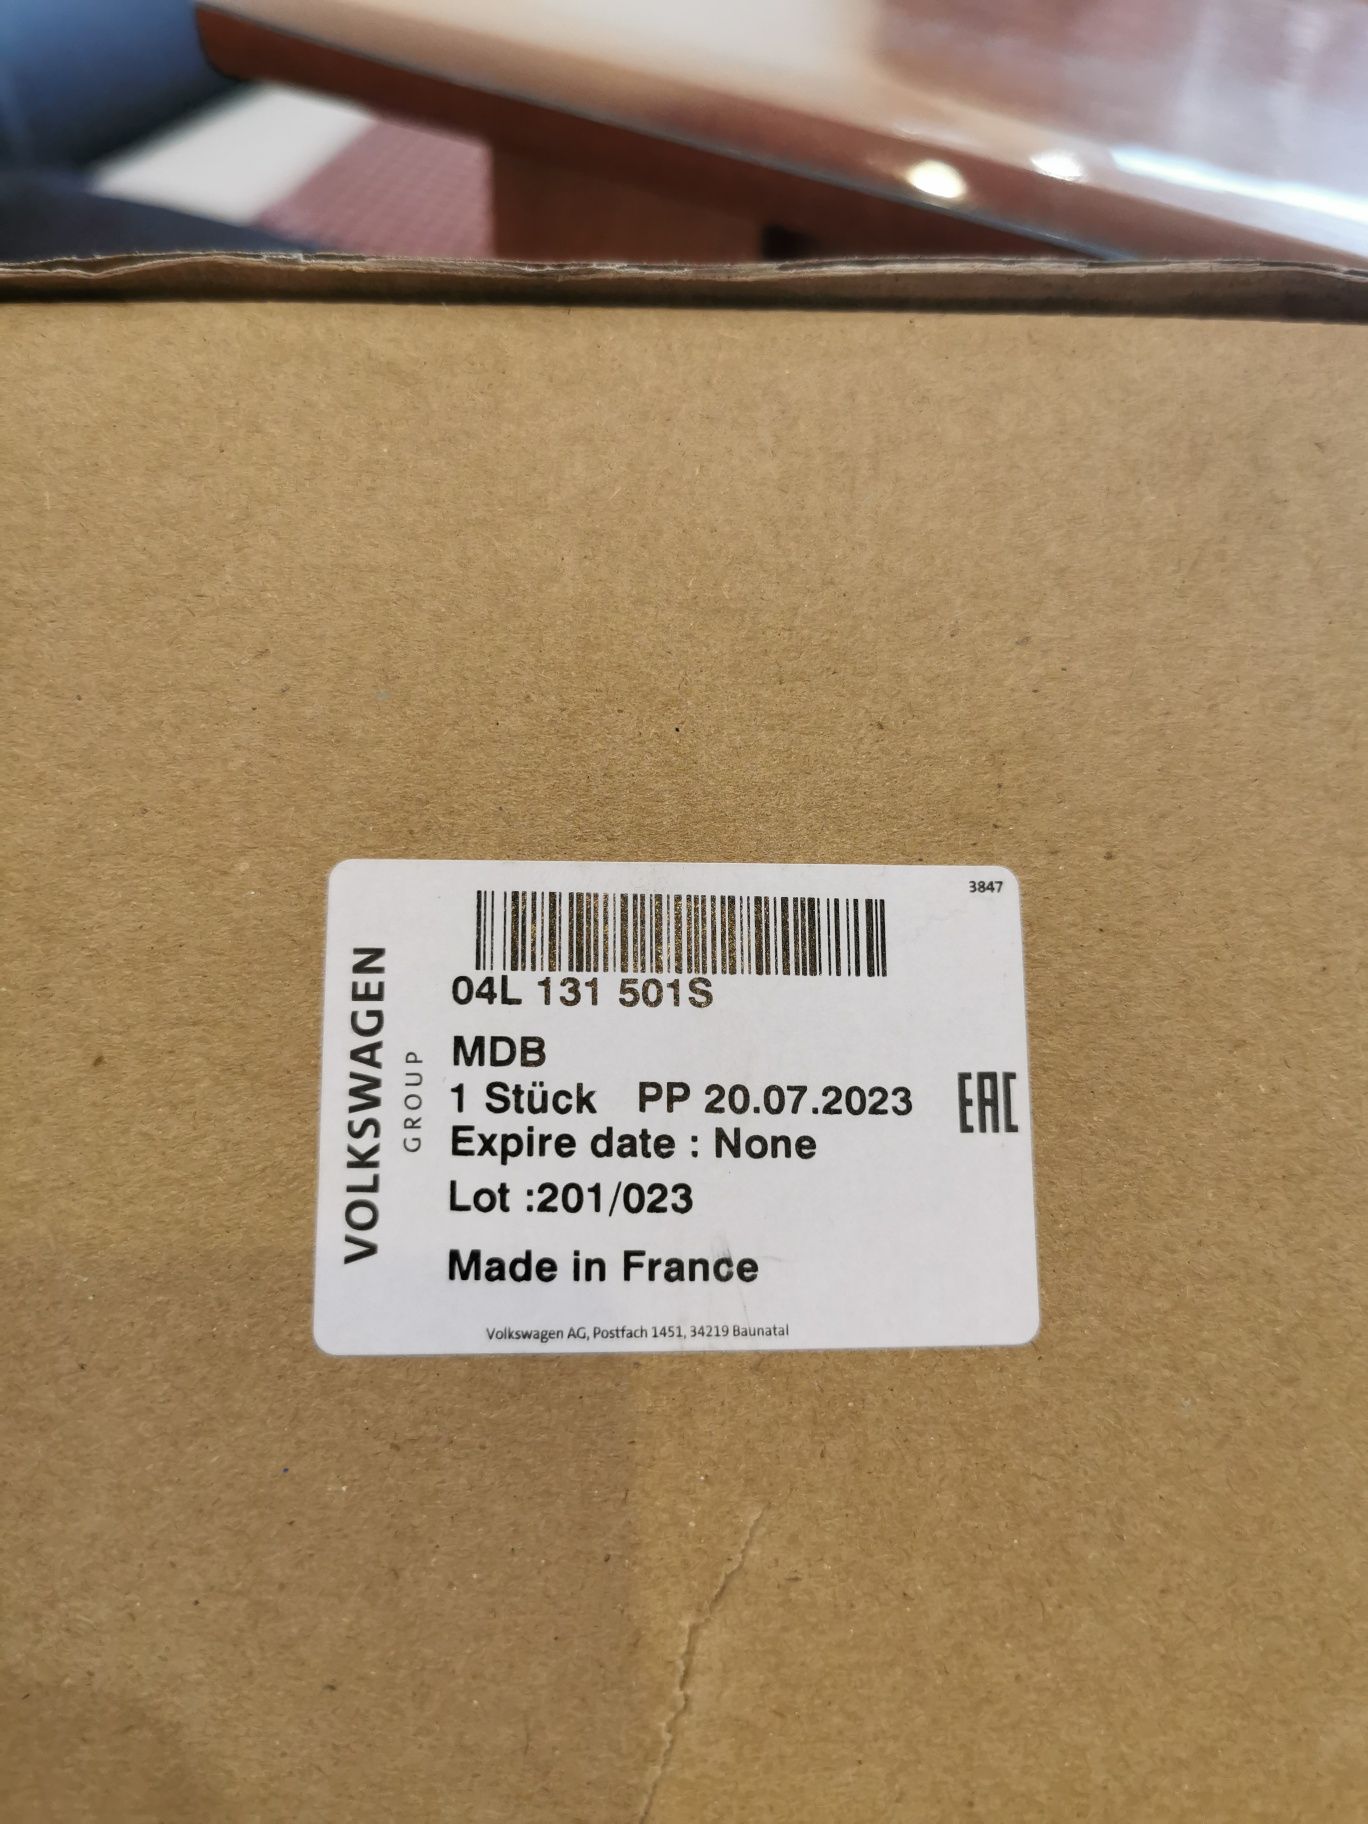 3847
04L 131 501S
MDB
1 Stück PP 20.07.2023
Expire date : None
Lot :201/023
Made in France
VOLKSWAGEN
GROUP
EAC
Volkswagen AG, Postfach 1451, 34219 Baunatal